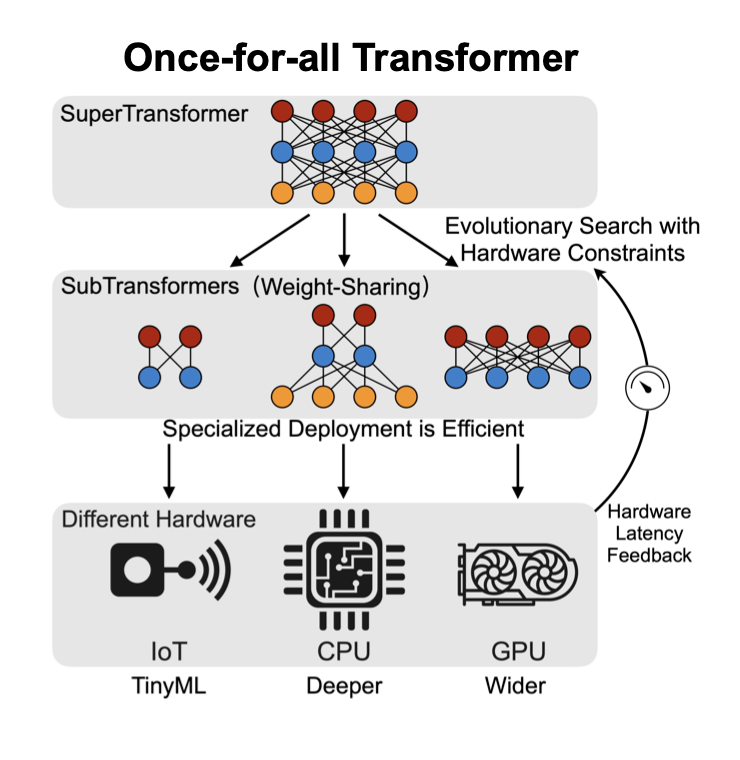 Once-for-all Transformer
SuperTransformer
Evolutionary Search with
Hardware Constraints
SubTransformers (Weight-Sharing)
Specialized Deployment is Efficient
Different Hardware
Hardware
Latency
Feedback
IoT
CPU
GPU
TinyML
Deeper
Wider